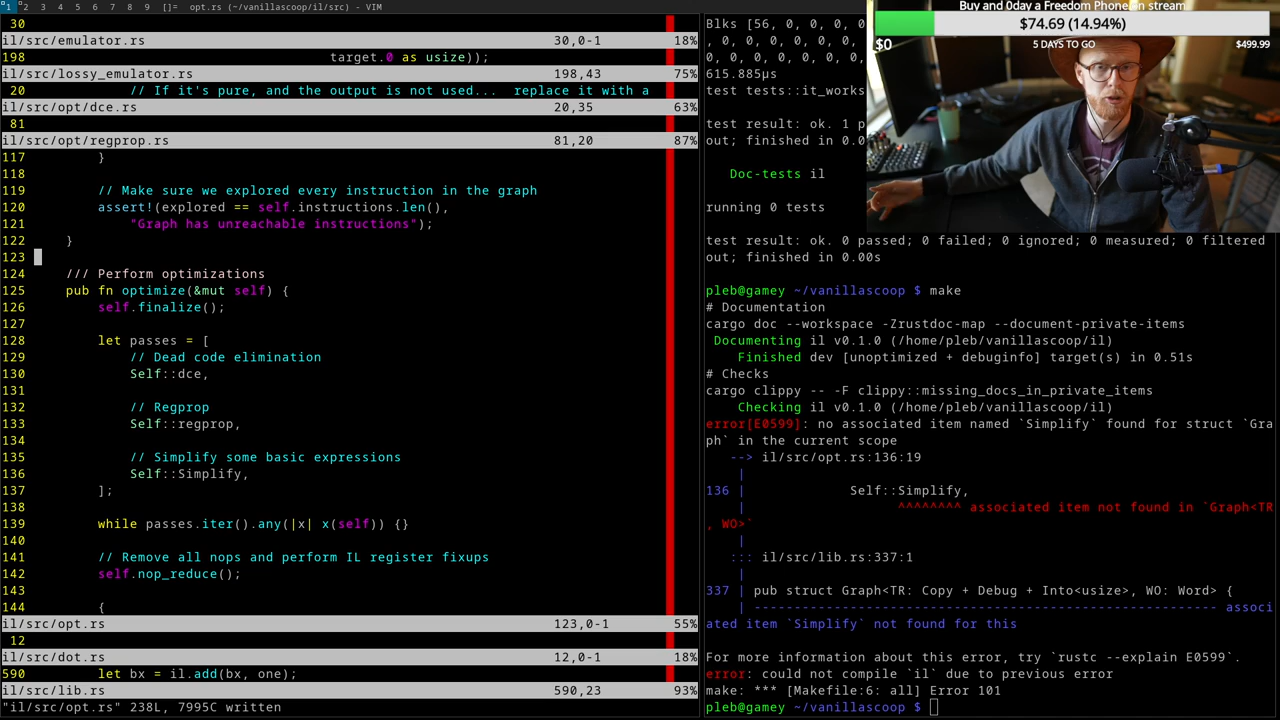 1 2 3 4 5 6 7 8 9 []= opt.rs (~/vanillascoop/il/src) - VIM
30
il/src/emulator.rs 30,0-1 18%
198 target.0 as usize));
il/src/lossy_emulator.rs 198,43 75%
20 // If it's pure, and the output is not used... replace it with a
il/src/opt/dce.rs 20,35 63%
81
il/src/opt/regprop.rs 81,20 87%
117 }
118
119 // Make sure we explored every instruction in the graph
120 assert!(explored == self.instructions.len(),
121 "Graph has unreachable instructions");
122 }
123
124 /// Perform optimizations
125 pub fn optimize(&mut self) {
126 self.finalize();
127
128 let passes = [
129 // Dead code elimination
130 Self::dce,
131
132 // Regprop
133 Self::regprop,
134
135 // Simplify some basic expressions
136 Self::Simplify,
137 ];
138
139 while passes.iter().any(|x| x(self)) {}
140
141 // Remove all nops and perform IL register fixups
142 self.nop_reduce();
143
144 {
il/src/opt.rs 123,0-1 55%
12
il/src/dot.rs 12,0-1 18%
590 let bx = il.add(bx, one);
il/src/lib.rs 590,23 93%
"il/src/opt.rs" 238L, 7995C written
Blks [56, 0, 0, 0
, 0, 0, 0, 0, 0,
0, 0, 0, 0, 0, 0
615.885µs
test tests::it_works
test result: ok. 1 p
out; finished in 0.0
Doc-tests il
running 0 tests
test result: ok. 0 passed; 0 failed; 0 ignored; 0 measured; 0 filtered
out; finished in 0.00s
pleb@gamey ~/vanillascoop $ make
# Documentation
cargo doc --workspace -Zrustdoc-map --document-private-items
Documenting il v0.1.0 (/home/pleb/vanillascoop/il)
Finished dev [unoptimized + debuginfo] target(s) in 0.51s
# Checks
cargo clippy -- -F clippy::missing_docs_in_private_items
Checking il v0.1.0 (/home/pleb/vanillascoop/il)
error[E0599]: no associated item named `Simplify` found for struct `Gra
ph` in the current scope
--> il/src/opt.rs:136:19
|
136 | Self::Simplify,
| ^^^^^^^^ associated item not found in `Graph<TR
, WO>`
|
::: il/src/lib.rs:337:1
|
337 | pub struct Graph<TR: Copy + Debug + Into<usize>, WO: Word> {
| ---------------------------------------------------------- associ
ated item `Simplify` not found for this
For more information about this error, try `rustc --explain E0599`.
error: could not compile `il` due to previous error
make: *** [Makefile:6: all] Error 101
pleb@gamey ~/vanillascoop $
Buy and 0day a Freedom Phone on stream
$74.69 (14.94%)
$0 5 DAYS TO GO $499.99